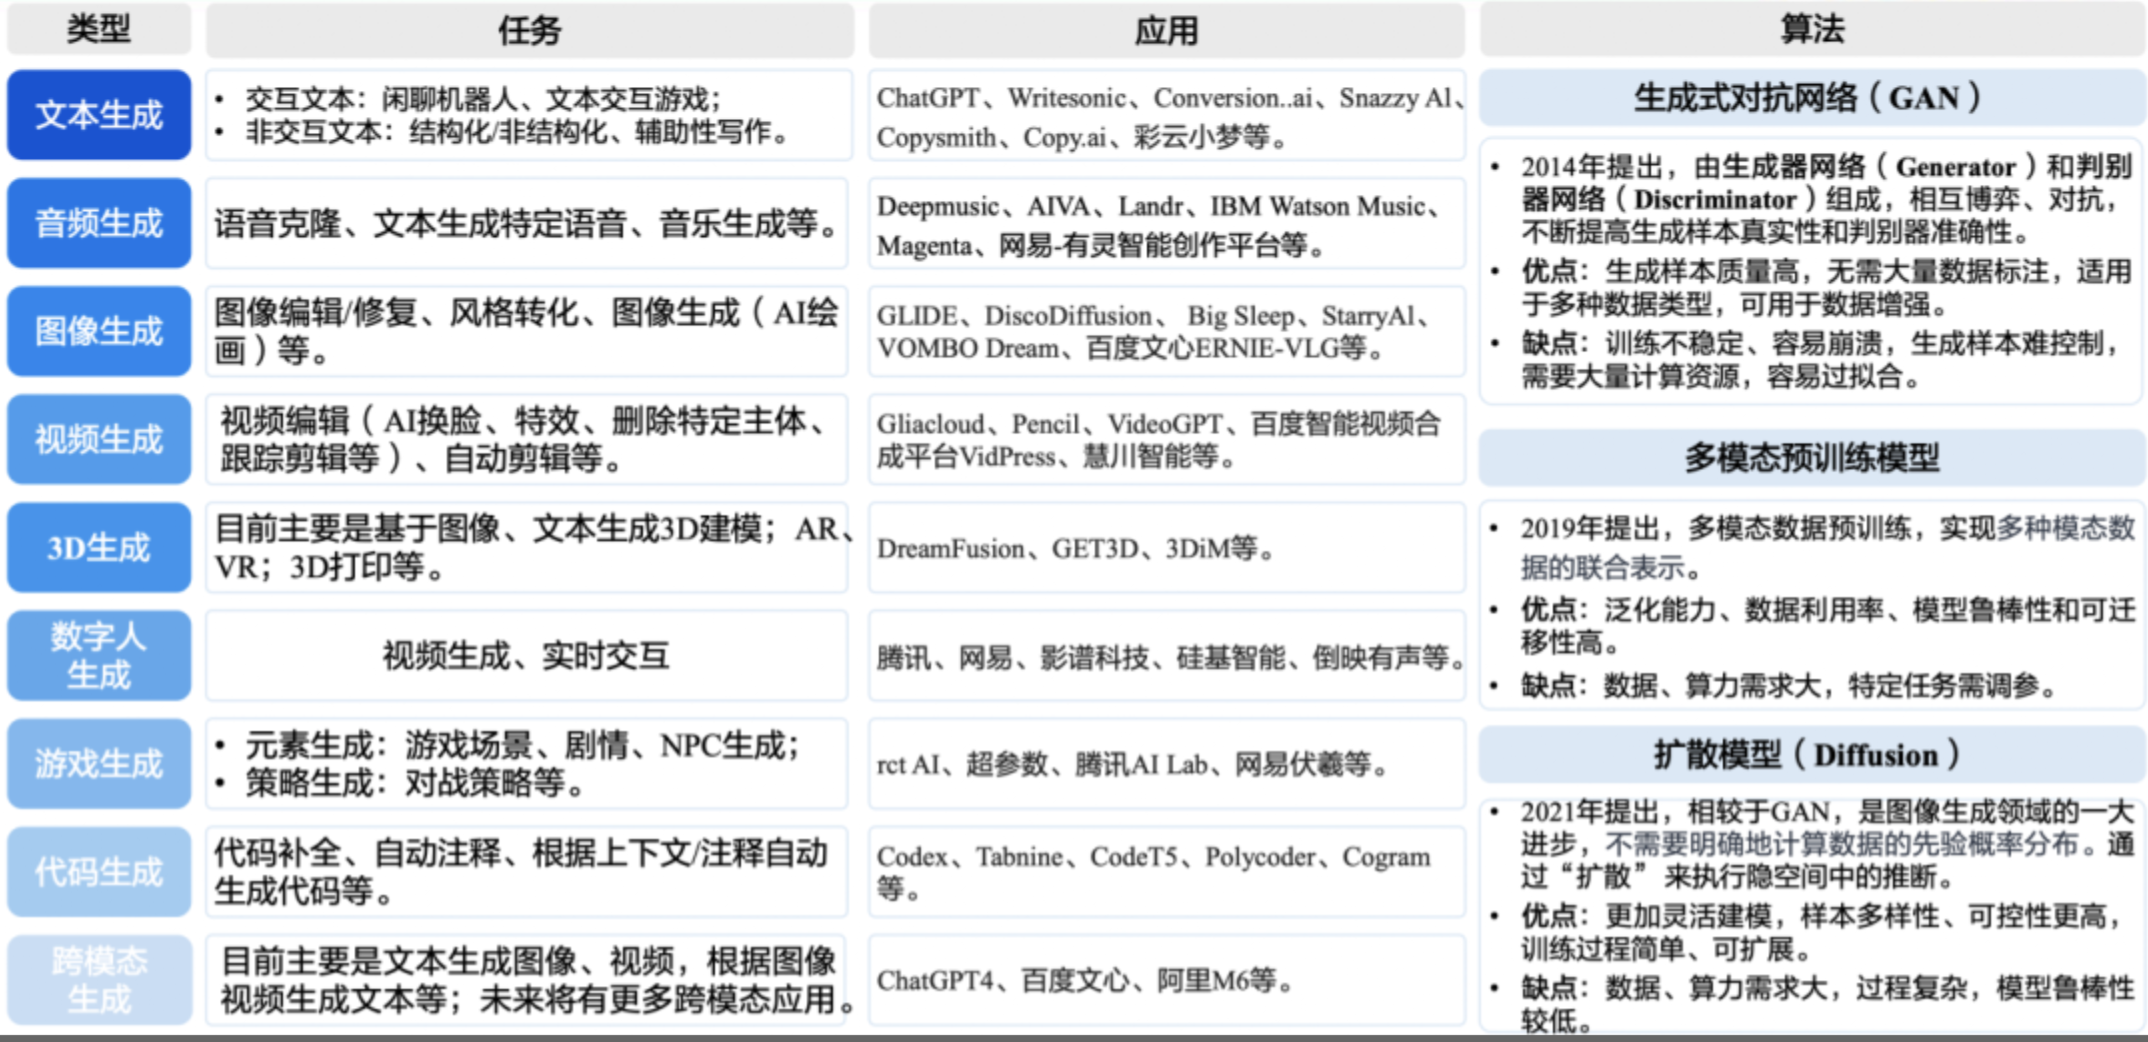 类型
任务
应用
算法
文本生成
• 交互文本：闲聊机器人、文本交互游戏；
• 非交互文本：结构化/非结构化、辅助性写作。
ChatGPT、Writesonic、Conversion..ai、Snazzy Al、
Copysmith、Copy.ai、彩云小梦等。
音频生成
语音克隆、文本生成特定语音、音乐生成等。
Deepmusic、AIVA、Landr、IBM Watson Music、
Magenta、网易-有灵智能创作平台等。
图像生成
图像编辑/修复、风格转化、图像生成（AI绘
画）等。
GLIDE、DiscoDiffusion、 Big Sleep、StarryAl、
VOMBO Dream、百度文心ERNIE-VLG等。
视频生成
视频编辑（AI换脸、特效、删除特定主体、
跟踪剪辑等）、自动剪辑等。
Gliacloud、Pencil、VideoGPT、百度智能视频合
成平台VidPress、慧川智能等。
3D生成
目前主要是基于图像、文本生成3D建模；AR、
VR；3D打印等。
DreamFusion、GET3D、3DiM等。
数字人
生成
视频生成、实时交互
腾讯、网易、影谱科技、硅基智能、倒映有声等。
游戏生成
• 元素生成：游戏场景、剧情、NPC生成；
• 策略生成：对战策略等。
rct AI、超参数、腾讯AI Lab、网易伏羲等。
代码生成
代码补全、自动注释、根据上下文/注释自动
生成代码等。
Codex、Tabnine、CodeT5、Polycoder、Cogram
等。
跨模态
生成
目前主要是文本生成图像、视频，根据图像
视频生成文本等；未来将有更多跨模态应用。
ChatGPT4、百度文心、阿里M6等。
生成式对抗网络（GAN）
• 2014年提出，由生成器网络（Generator）和判别
器网络（Discriminator）组成，相互博弈、对抗，
不断提高生成样本真实性和判别器准确性。
• 优点：生成样本质量高，无需大量数据标注，适用
于多种数据类型，可用于数据增强。
• 缺点：训练不稳定、容易崩溃，生成样本难控制，
需要大量计算资源，容易过拟合。
多模态预训练模型
• 2019年提出，多模态数据预训练，实现多种模态数
据的联合表示。
• 优点：泛化能力、数据利用率、模型鲁棒性和可迁
移性高。
• 缺点：数据、算力需求大，特定任务需调参。
扩散模型（Diffusion）
• 2021年提出，相较于GAN，是图像生成领域的一大
进步，不需要明确地计算数据的先验概率分布。通
过“扩散” 来执行隐空间中的推断。
• 优点：更加灵活建模，样本多样性、可控性更高，
训练过程简单、可扩展。
• 缺点：数据、算力需求大，过程复杂，模型鲁棒性
较低。